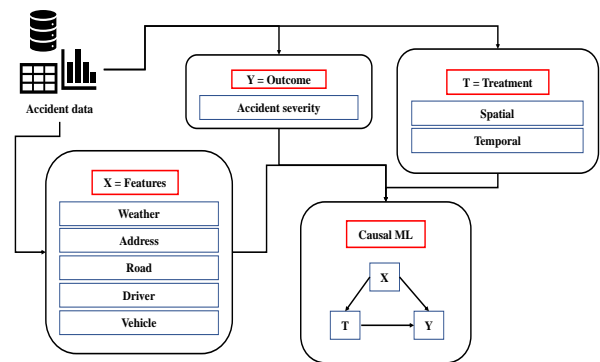 Accident data
Y = Outcome
Accident severity
T = Treatment
Spatial
Temporal
X = Features
Weather
Address
Road
Driver
Vehicle
Causal ML
X
T
Y